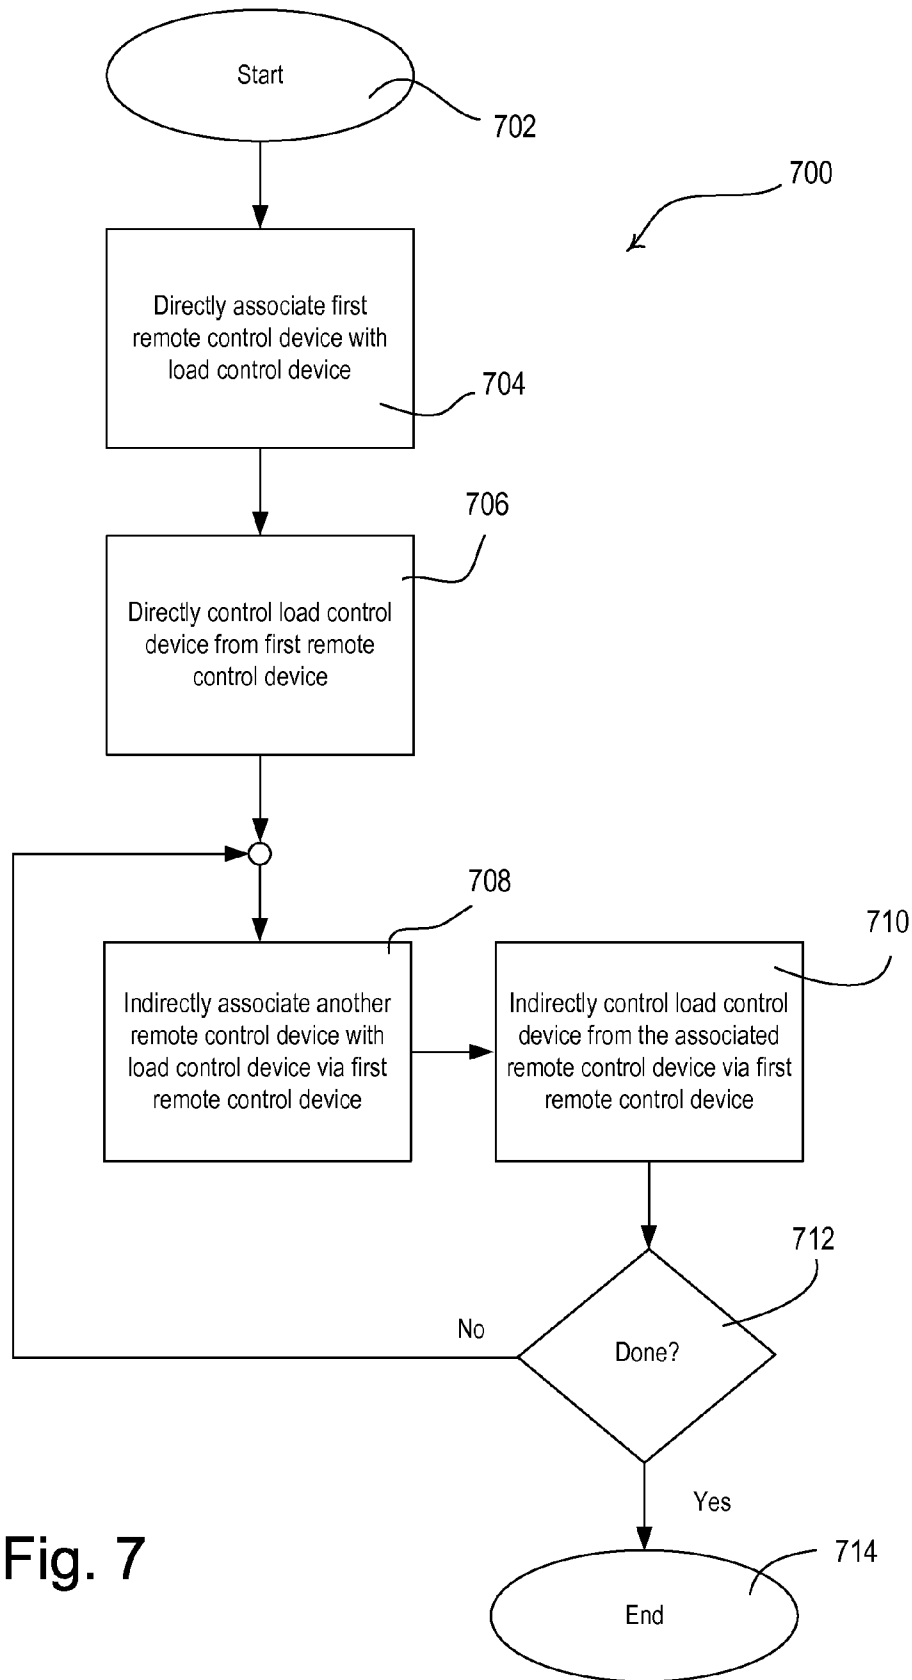 Start
702
700
Directly associate first
remote control device with
load control device
704
706
Directly control load control
device from first remote
control device
708
710
Indirectly associate another
remote control device with
load control device via first
remote control device
Indirectly control load control
device from the associated
remote control device via first
remote control device
712
No
Done?
Yes
Fig. 7
714
End